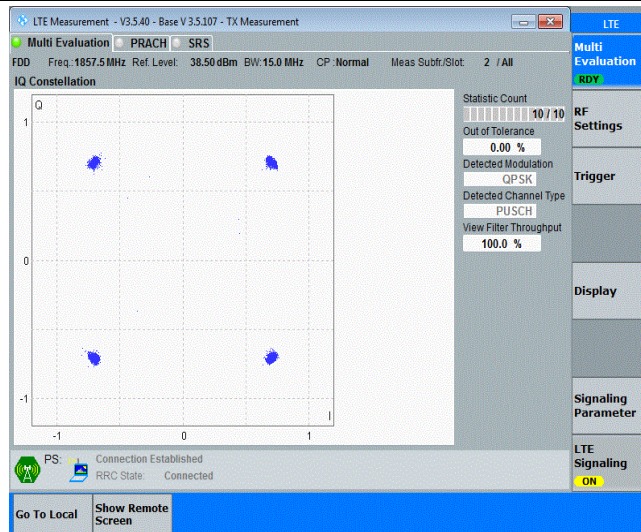 LTE Measurement - V3.5.40 - Base V 3.5.107 - TX Measurement
LTE
Multi Evaluation PRACH SRS
FDD Freq.: 1857.5 MHz Ref. Level: 38.50 dBm BW: 15.0 MHz CP : Normal Meas Subfr./Slot: 2 / All
IQ Constellation
Q
1
0
-1
I
-1 0 1
Statistic Count
10 / 10
Out of Tolerance
0.00 %
Detected Modulation
QPSK
Detected Channel Type
PUSCH
View Filter Throughput
100.0 %
Multi
Evaluation
RDY
RF
Settings
Trigger
Display
Signaling
Parameter
LTE
Signaling
ON
PS: Connection Established
RRC State: Connected
Go To Local
Show Remote
Screen